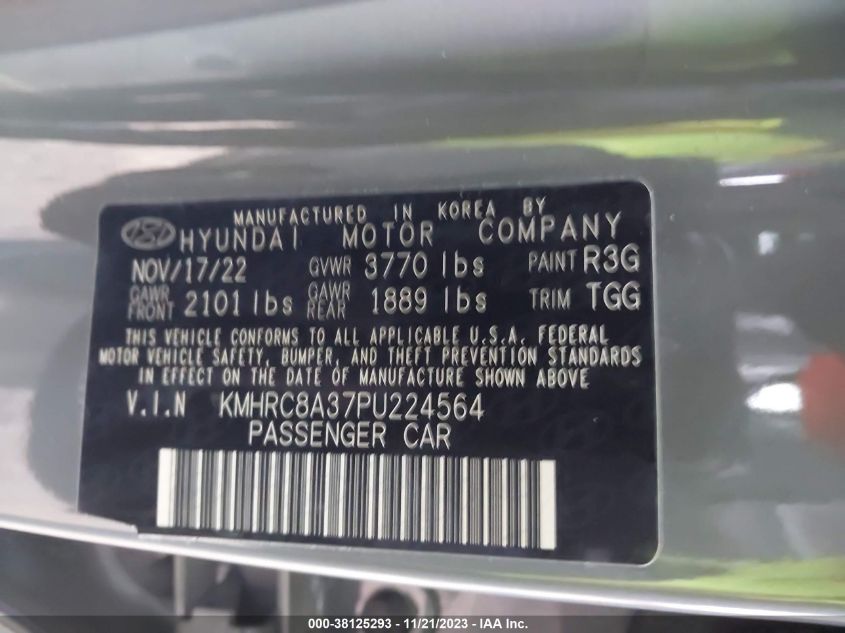 MANUFACTURED IN KOREA BY
HYUNDAI MOTOR COMPANY
NOV/17/22 GVWR 3770 lbs PAINT R3G
GAWR FRONT 2101 lbs GAWR REAR 1889 lbs TRIM TGG
THIS VEHICLE CONFORMS TO ALL APPLICABLE U.S.A. FEDERAL
MOTOR VEHICLE SAFETY, BUMPER, AND THEFT PREVENTION STANDARDS
IN EFFECT ON THE DATE OF MANUFACTURE SHOWN ABOVE
V.I.N KMHRC8A37PU224564
PASSENGER CAR
000-38125293 - 11/21/2023 - IAA Inc.